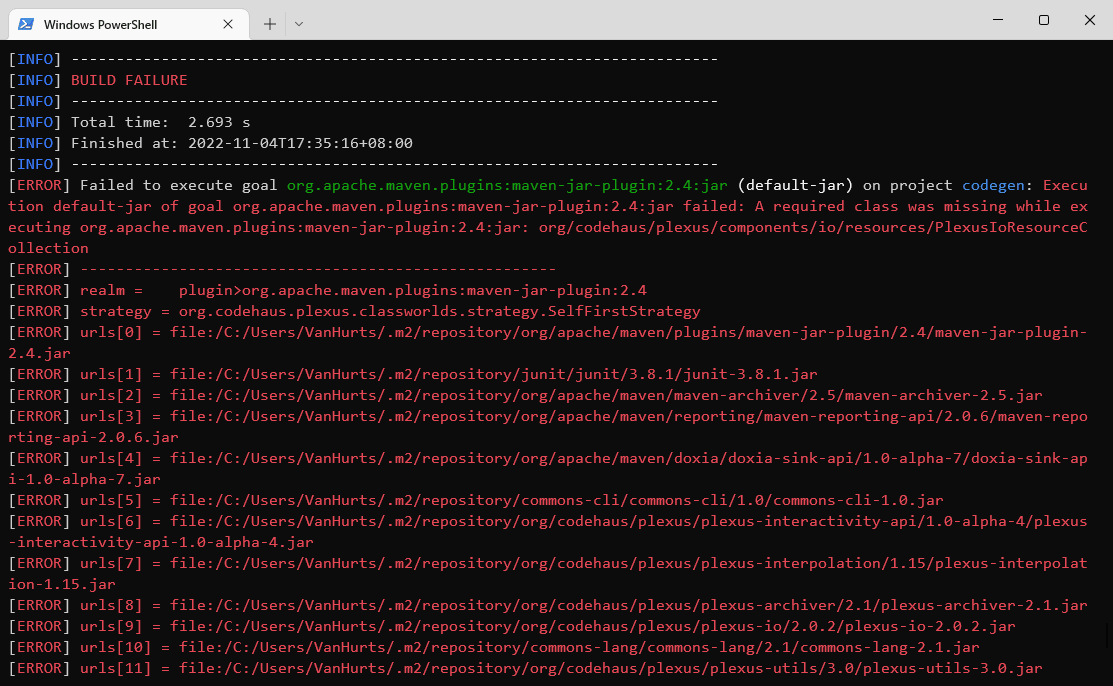 Windows PowerShell
[INFO] ------------------------------------------------------------------------
[INFO] BUILD FAILURE
[INFO] ------------------------------------------------------------------------
[INFO] Total time:  2.693 s
[INFO] Finished at: 2022-11-04T17:35:16+08:00
[INFO] ------------------------------------------------------------------------
[ERROR] Failed to execute goal org.apache.maven.plugins:maven-jar-plugin:2.4:jar (default-jar) on project codegen: Execu
tion default-jar of goal org.apache.maven.plugins:maven-jar-plugin:2.4:jar failed: A required class was missing while ex
ecuting org.apache.maven.plugins:maven-jar-plugin:2.4:jar: org/codehaus/plexus/components/io/resources/PlexusIoResourceC
ollection
[ERROR] -----------------------------------------------------
[ERROR] realm =    plugin>org.apache.maven.plugins:maven-jar-plugin:2.4
[ERROR] strategy = org.codehaus.plexus.classworlds.strategy.SelfFirstStrategy
[ERROR] urls[0] = file:/C:/Users/VanHurts/.m2/repository/org/apache/maven/plugins/maven-jar-plugin/2.4/maven-jar-plugin-
2.4.jar
[ERROR] urls[1] = file:/C:/Users/VanHurts/.m2/repository/junit/junit/3.8.1/junit-3.8.1.jar
[ERROR] urls[2] = file:/C:/Users/VanHurts/.m2/repository/org/apache/maven/maven-archiver/2.5/maven-archiver-2.5.jar
[ERROR] urls[3] = file:/C:/Users/VanHurts/.m2/repository/org/apache/maven/reporting/maven-reporting-api/2.0.6/maven-repo
rting-api-2.0.6.jar
[ERROR] urls[4] = file:/C:/Users/VanHurts/.m2/repository/org/apache/maven/doxia/doxia-sink-api/1.0-alpha-7/doxia-sink-ap
i-1.0-alpha-7.jar
[ERROR] urls[5] = file:/C:/Users/VanHurts/.m2/repository/commons-cli/commons-cli/1.0/commons-cli-1.0.jar
[ERROR] urls[6] = file:/C:/Users/VanHurts/.m2/repository/org/codehaus/plexus/plexus-interactivity-api/1.0-alpha-4/plexus
-interactivity-api-1.0-alpha-4.jar
[ERROR] urls[7] = file:/C:/Users/VanHurts/.m2/repository/org/codehaus/plexus/plexus-interpolation/1.15/plexus-interpolat
ion-1.15.jar
[ERROR] urls[8] = file:/C:/Users/VanHurts/.m2/repository/org/codehaus/plexus/plexus-archiver/2.1/plexus-archiver-2.1.jar
[ERROR] urls[9] = file:/C:/Users/VanHurts/.m2/repository/org/codehaus/plexus/plexus-io/2.0.2/plexus-io-2.0.2.jar
[ERROR] urls[10] = file:/C:/Users/VanHurts/.m2/repository/commons-lang/commons-lang/2.1/commons-lang-2.1.jar
[ERROR] urls[11] = file:/C:/Users/VanHurts/.m2/repository/org/codehaus/plexus/plexus-utils/3.0/plexus-utils-3.0.jar